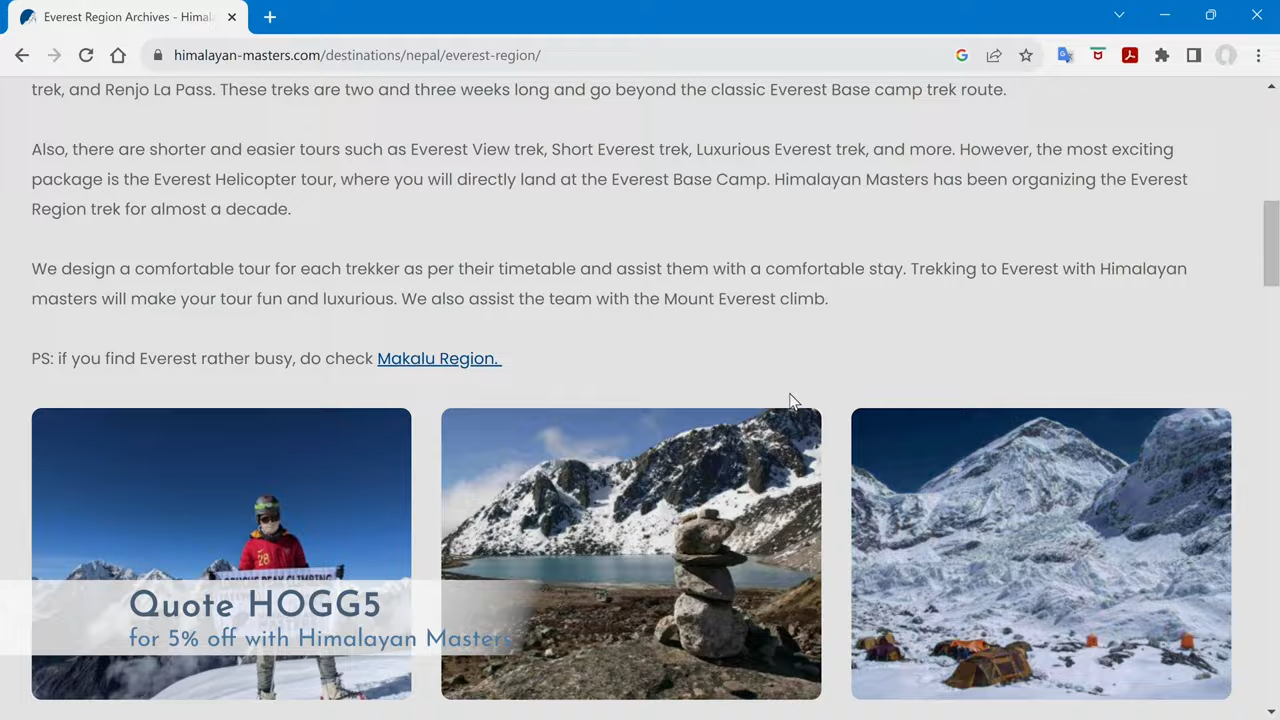 Everest Region Archives - Himal
himalayan-masters.com/destinations/nepal/everest-region/
trek, and Renjo La Pass. These treks are two and three weeks long and go beyond the classic Everest Base camp trek route.
Also, there are shorter and easier tours such as Everest View trek, Short Everest trek, Luxurious Everest trek, and more. However, the most exciting
package is the Everest Helicopter tour, where you will directly land at the Everest Base Camp. Himalayan Masters has been organizing the Everest
Region trek for almost a decade.
We design a comfortable tour for each trekker as per their timetable and assist them with a comfortable stay. Trekking to Everest with Himalayan
masters will make your tour fun and luxurious. We also assist the team with the Mount Everest climb.
PS: if you find Everest rather busy, do check Makalu Region.
28
PEAK CLIMBING
Quote HOGG5
for 5% off with Himalayan Masters